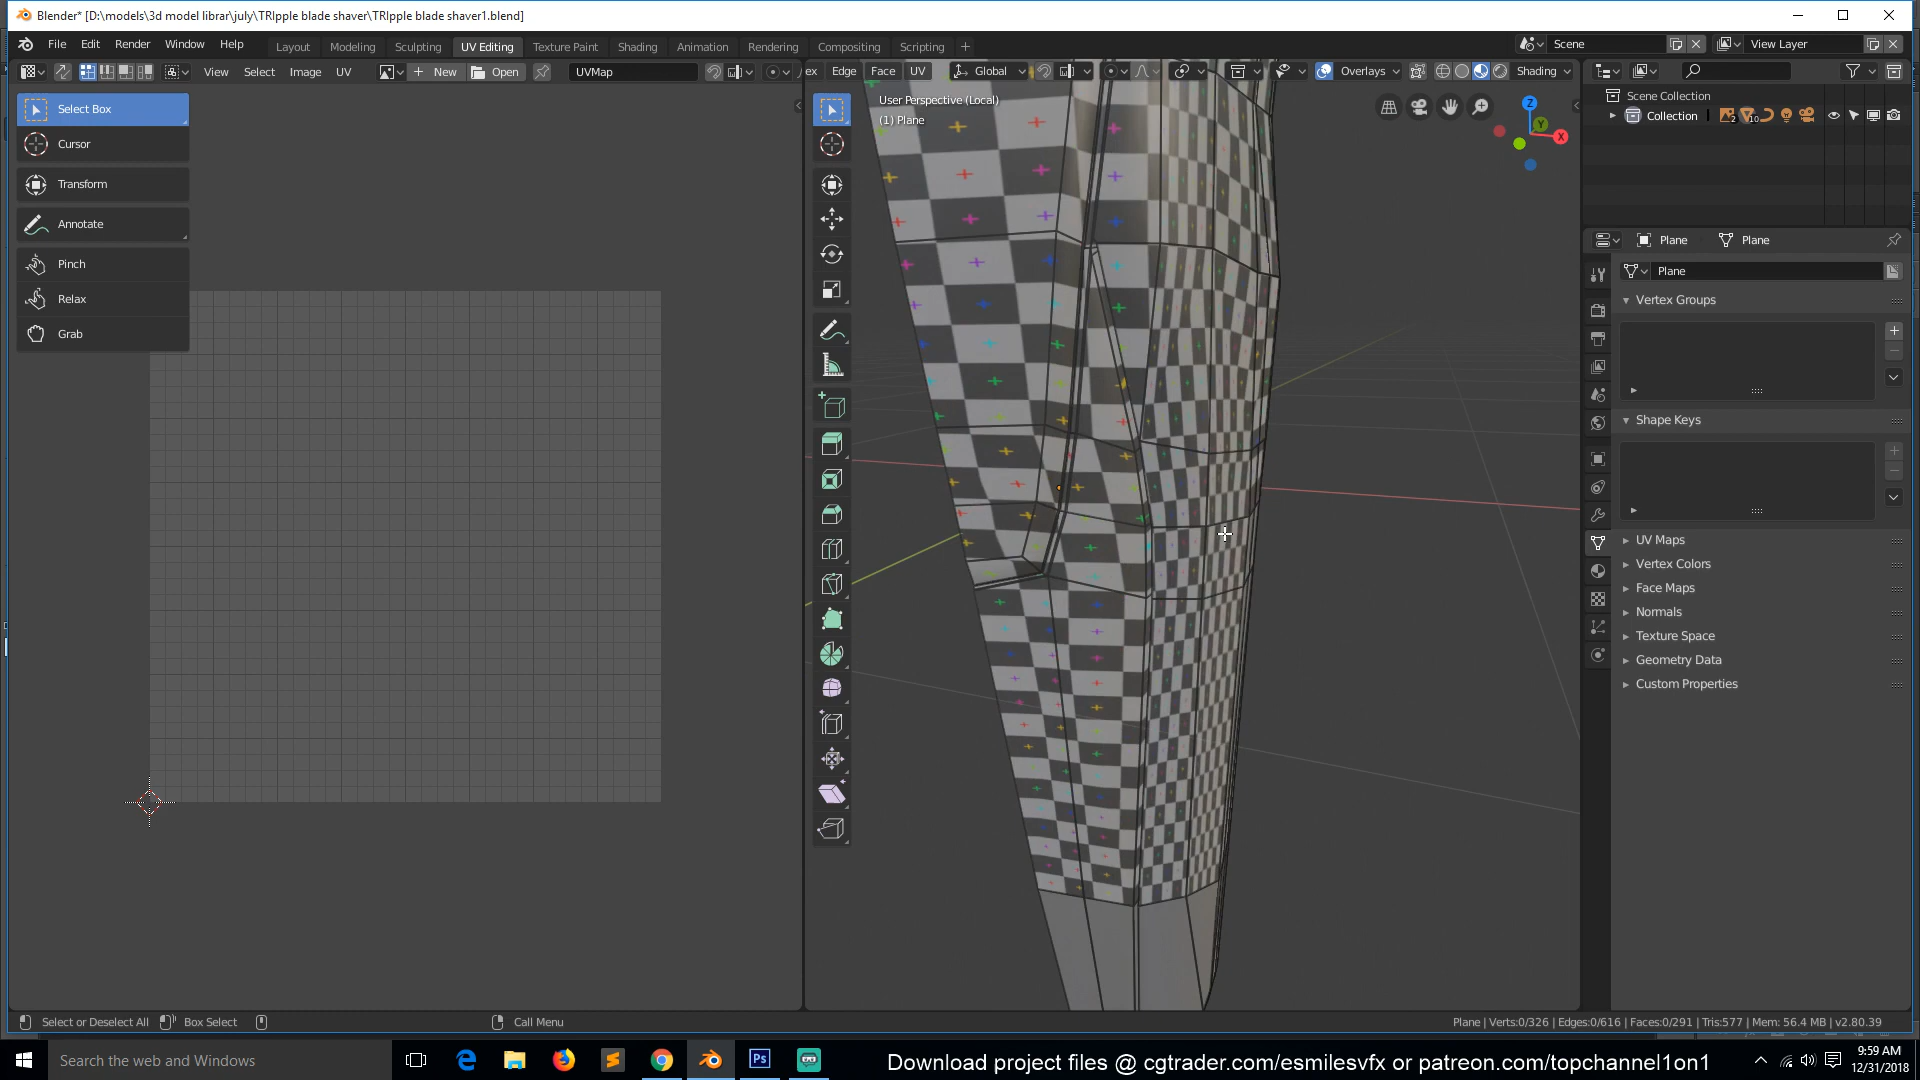 Blender* [D:\models\3d model librar\july\TRIpple blade shaver\TRIpple blade shaver1.blend]
File Edit Render Window Help Layout Modeling Sculpting UV Editing Texture Paint Shading Animation Rendering Compositing Scripting Scene View Layer
View Select Image UV New Open UVMap ex Edge Face UV Global Overlays Shading
Select Box
Cursor
Transform
Annotate
Pinch
Relax
Grab
User Perspective (Local)
(1) Plane
Z
Y
X
Scene Collection
Collection 2 10
Plane Plane
Plane
Vertex Groups
Shape Keys
UV Maps
Vertex Colors
Face Maps
Normals
Texture Space
Geometry Data
Custom Properties
Select or Deselect All Box Select Call Menu Plane | Verts:0/326 | Edges:0/616 | Faces:0/291 | Tris:577 | Mem: 56.4 MB | v2.80.39
Search the web and Windows
Ps
Download project files @ cgtrader.com/esmilesvfx or patreon.com/topchannel1on1
9:59 AM
12/31/2018